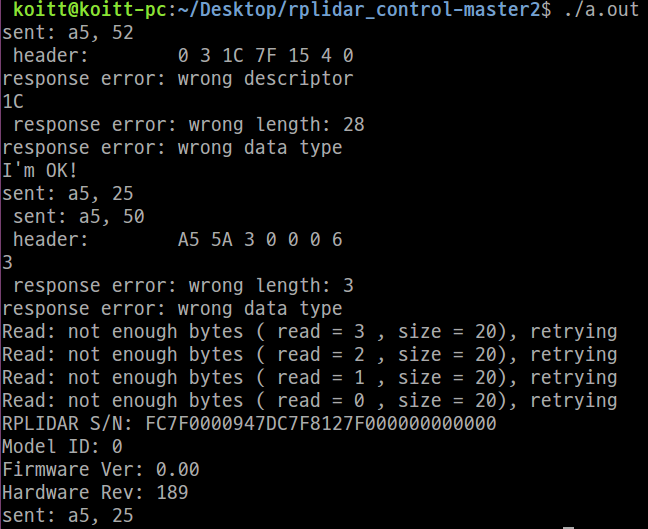 koitt@koitt-pc:~/Desktop/rplidar_control-master2$ ./a.out
sent: a5, 52
 header:        0 3 1C 7F 15 4 0
response error: wrong descriptor
1C
 response error: wrong length: 28
response error: wrong data type
I'm OK!
sent: a5, 25
 sent: a5, 50
 header:        A5 5A 3 0 0 0 6
3
 response error: wrong length: 3
response error: wrong data type
Read: not enough bytes ( read = 3 , size = 20), retrying
Read: not enough bytes ( read = 2 , size = 20), retrying
Read: not enough bytes ( read = 1 , size = 20), retrying
Read: not enough bytes ( read = 0 , size = 20), retrying
RPLIDAR S/N: FC7F0000947DC7F8127F000000000000
Model ID: 0
Firmware Ver: 0.00
Hardware Rev: 189
sent: a5, 25